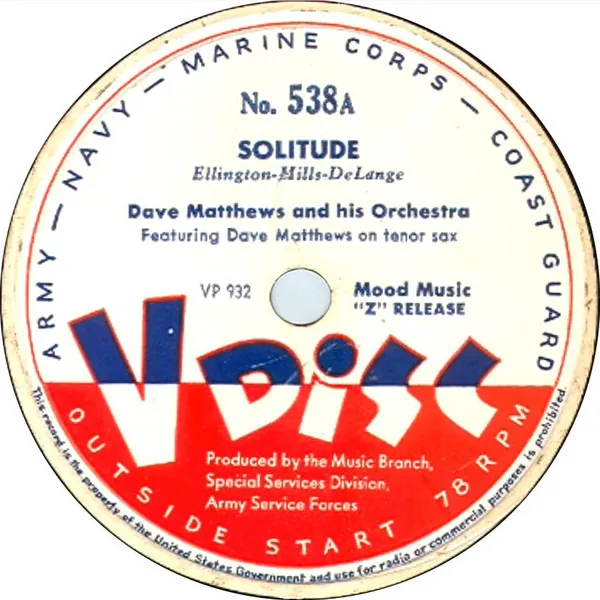 ARMY — NAVY — MARINE CORPS — COAST GUARD
No. 538A
SOLITUDE
Ellington-Mills-DeLange
Dave Matthews and his Orchestra
Featuring Dave Matthews on tenor sax
VP 932
Mood Music
"Z" RELEASE
V DiSC
Produced by the Music Branch,
Special Services Division,
Army Service Forces
OUTSIDE START 78 RPM
This record is the property of the United States Government and use for radio or commercial purposes is prohibited.